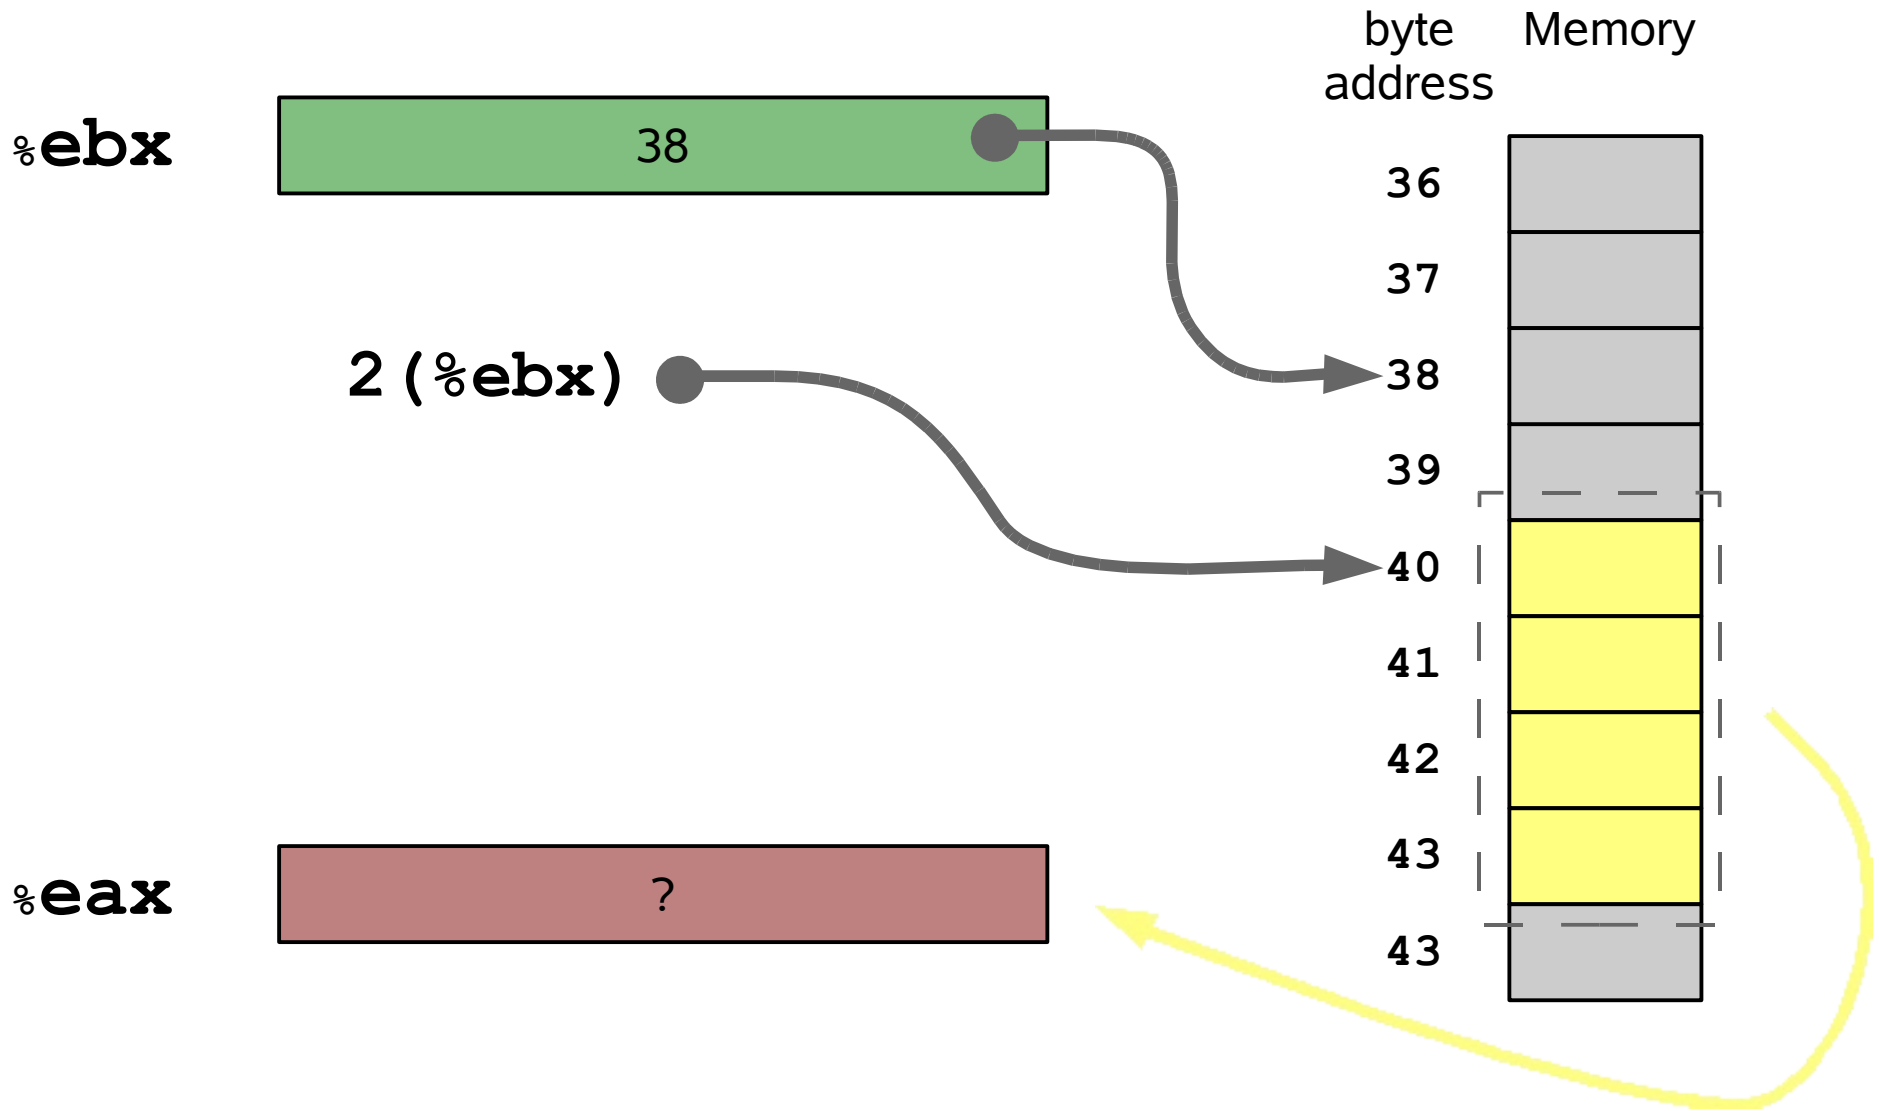 byte Memory
address
%ebx 38
36
37
2(%ebx) 38
39
40
41
42
43
%eax ?
43